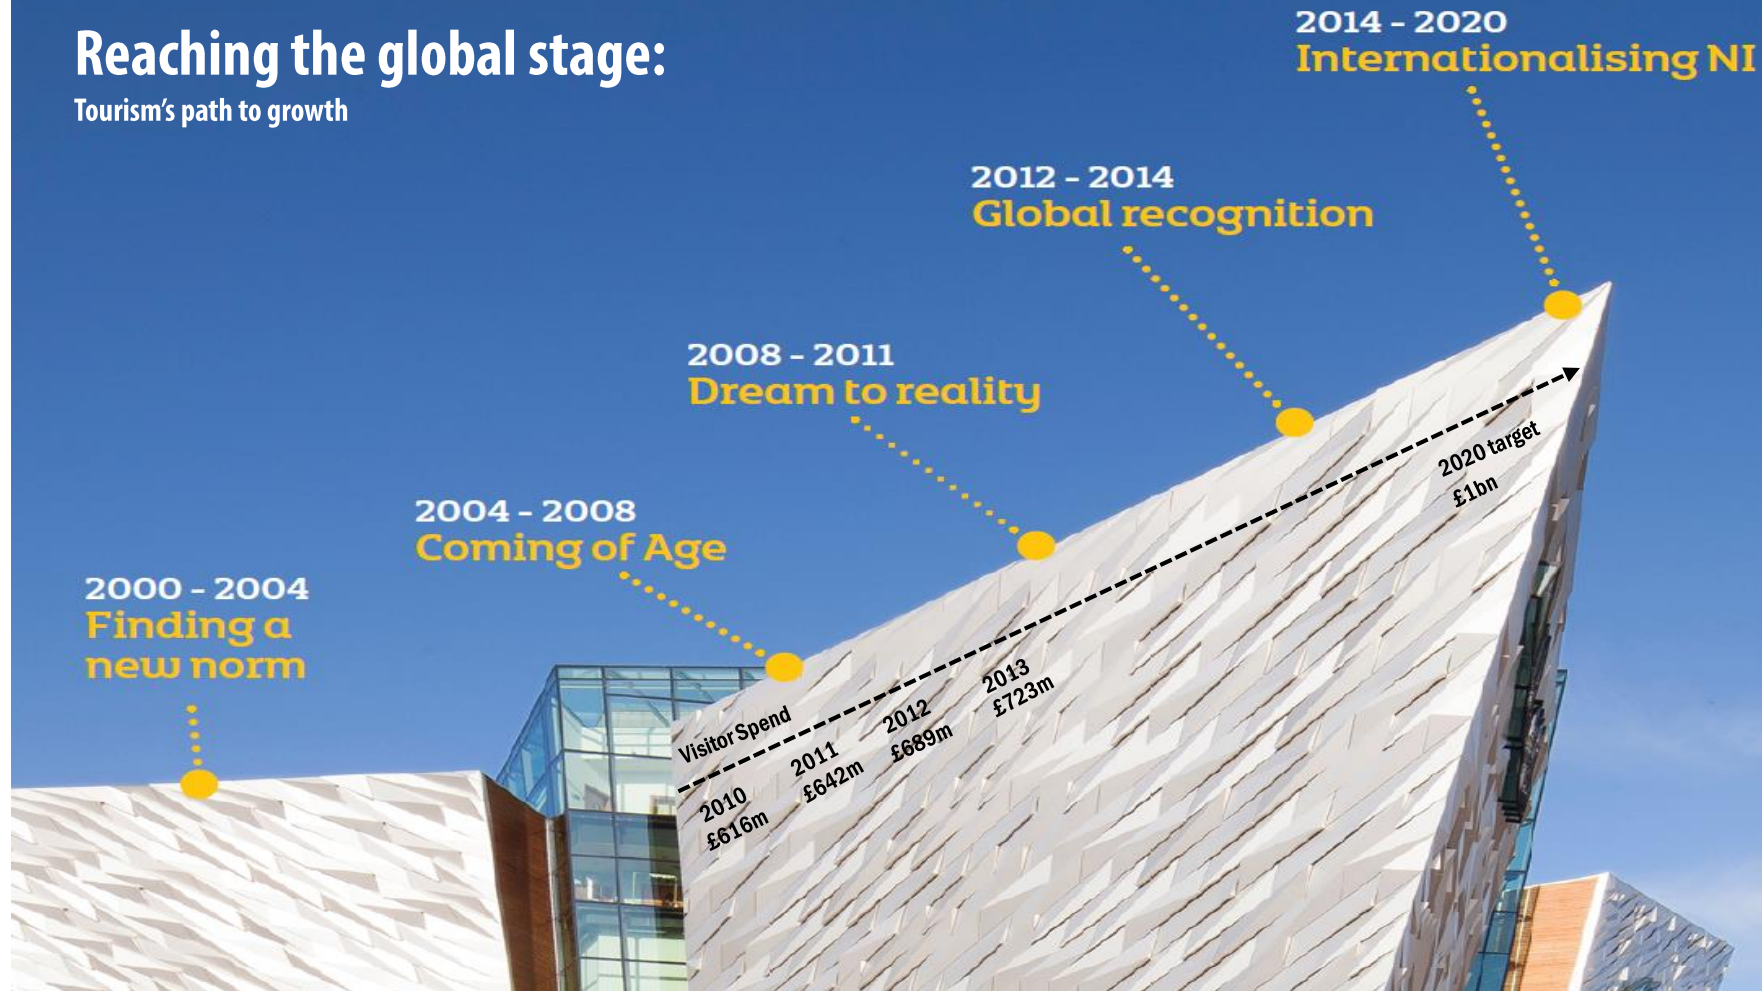 Reaching the global stage:
Tourism's path to growth
2014 - 2020
Internationalising NI
2012 - 2014
Global recognition
2008 - 2011
Dream to reality
2004 - 2008
Coming of Age
2000 - 2004
Finding a
new norm
Visitor Spend
2010
£616m
2011
£642m
2012
£689m
2013
£723m
2020 target
£1bn